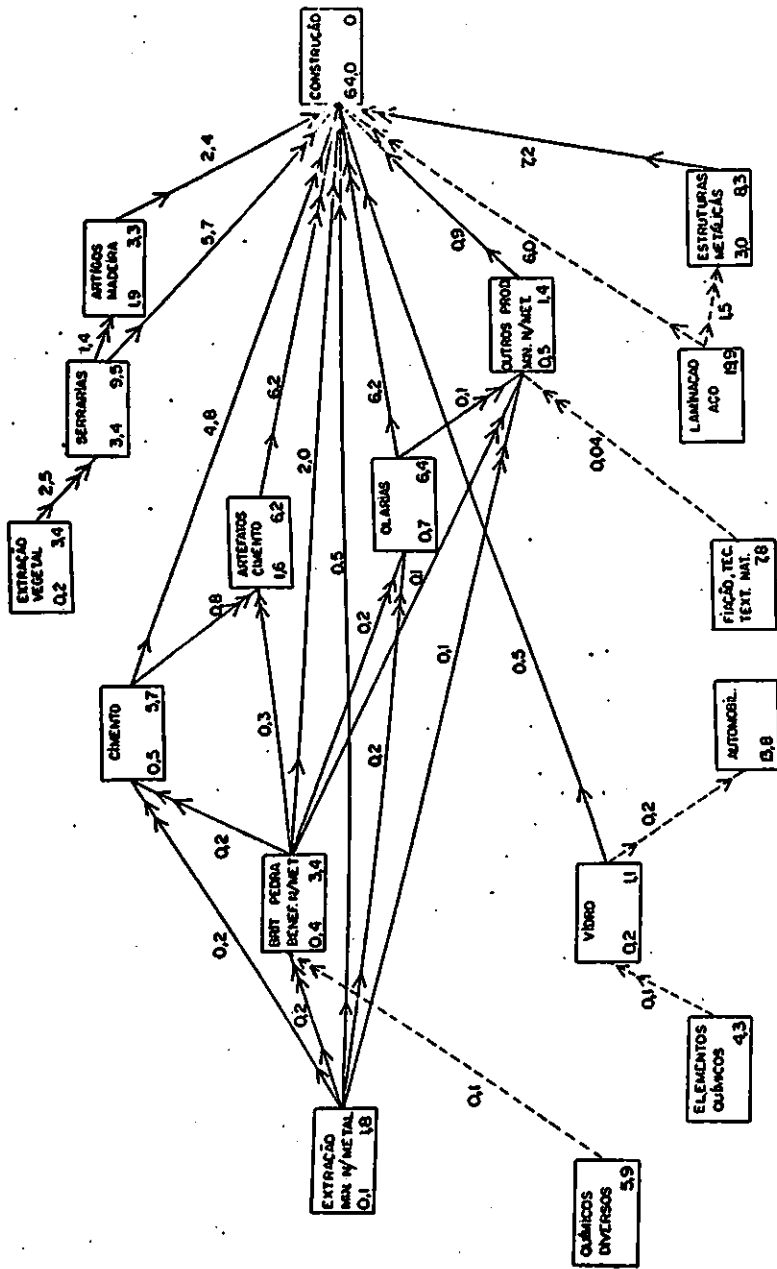 CONSTRUÇÃO
64,0 0
2,4
5,7
ARTIGOS
MADEIRA
1,9 3,3
1,4
SERRARIAS
3,4 9,5
2,5
EXTRAÇÃO
VEGETAL
0,2 3,4
4,8
6,2
2,0
0,5
6,2
0,9
6,0
7,2
CIMENTO
0,5 5,7
0,8
ARTEFATOS
CIMENTO
1,6 6,2
0,3
0,2
0,2
OLARIAS
0,7 6,4
0,1
0,1
0,2
0,1
OUTROS PROD
MN. N/MET.
0,5 1,4
0,04
ESTRUTURAS
METÁLICAS
3,0 8,3
1,5
LAMINACAO
AÇO
19,9
FIAÇÃO, TEC.
TEXT. NAT.
7,8
BRIT PEDRA
BENEF. N/MET
0,4 3,4
0,2
0,2
EXTRAÇÃO
MN. N/METAL
0,1 1,8
0,1
QUÍMICOS
DIVERSOS
5,9
0,5
VIDRO
0,2 1,1
0,2
AUTOMOBIL.
13,8
0,1
ELEMENTOS
QUÍMICOS
4,3